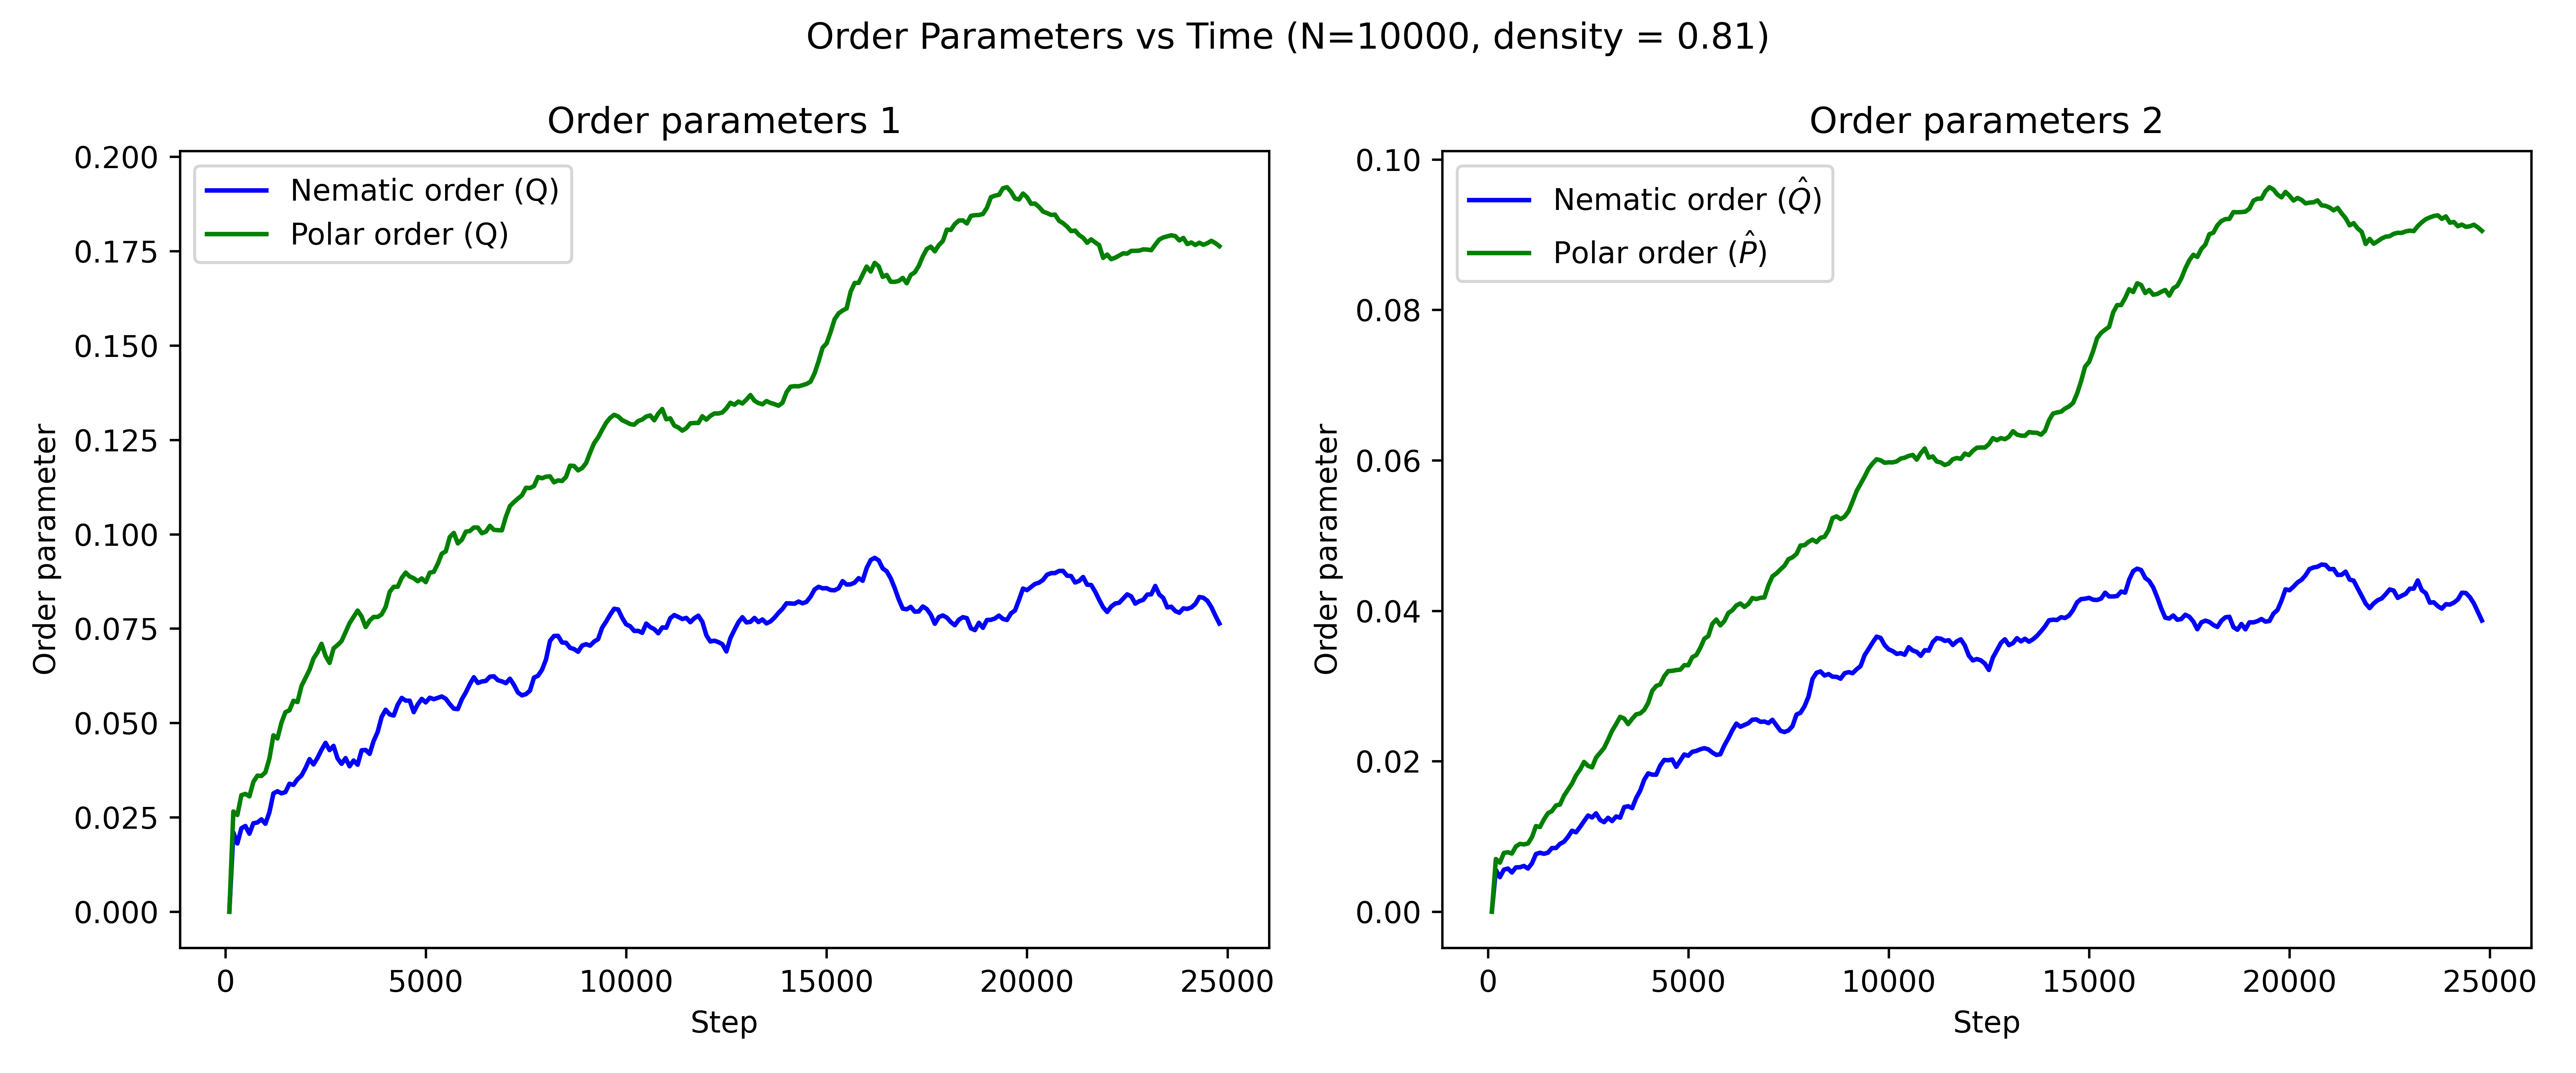 Order Parameters vs Time (N=10000, density = 0.81)
Order parameters 1
0.200
0.175
0.150
0.125
0.100
0.075
0.050
0.025
0.000
Order parameter
Nematic order (Q)
Polar order (Q)
0
5000
10000
15000
20000
25000
Step
Order parameters 2
0.10
0.08
0.06
0.04
0.02
0.00
Order parameter
Nematic order (Q̂)
Polar order (P̂)
0
5000
10000
15000
20000
25000
Step